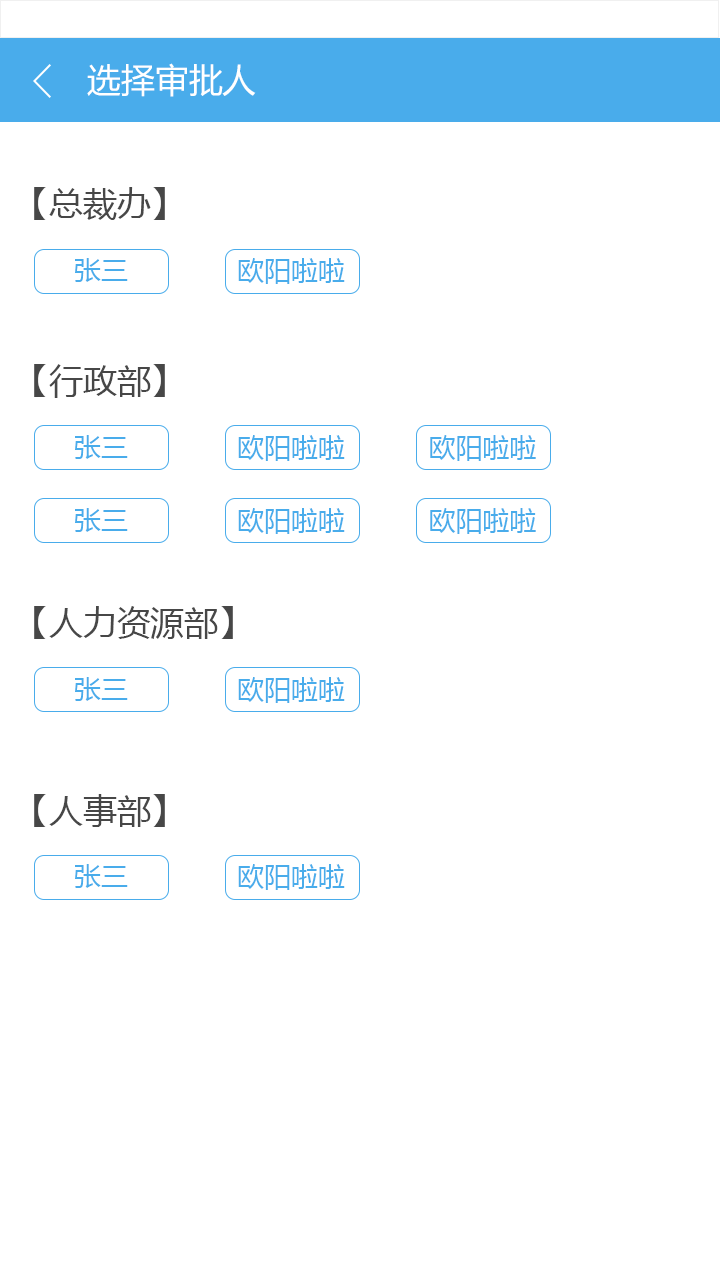 选择审批人
【总裁办】
张三 欧阳啦啦
【行政部】
张三 欧阳啦啦 欧阳啦啦
张三 欧阳啦啦 欧阳啦啦
【人力资源部】
张三 欧阳啦啦
【人事部】
张三 欧阳啦啦